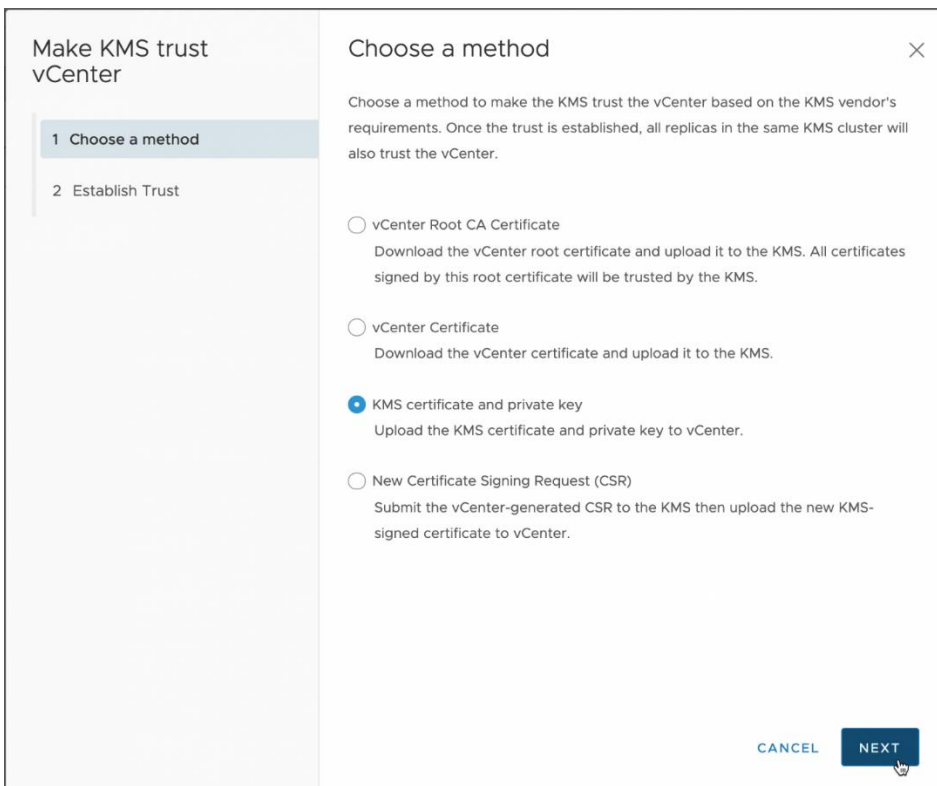 Make KMS trust
vCenter
1 Choose a method
2 Establish Trust
Choose a method
Choose a method to make the KMS trust the vCenter based on the KMS vendor's
requirements. Once the trust is established, all replicas in the same KMS cluster will
also trust the vCenter.
vCenter Root CA Certificate
Download the vCenter root certificate and upload it to the KMS. All certificates
signed by this root certificate will be trusted by the KMS.
vCenter Certificate
Download the vCenter certificate and upload it to the KMS.
KMS certificate and private key
Upload the KMS certificate and private key to vCenter.
New Certificate Signing Request (CSR)
Submit the vCenter-generated CSR to the KMS then upload the new KMS-
signed certificate to vCenter.
CANCEL NEXT